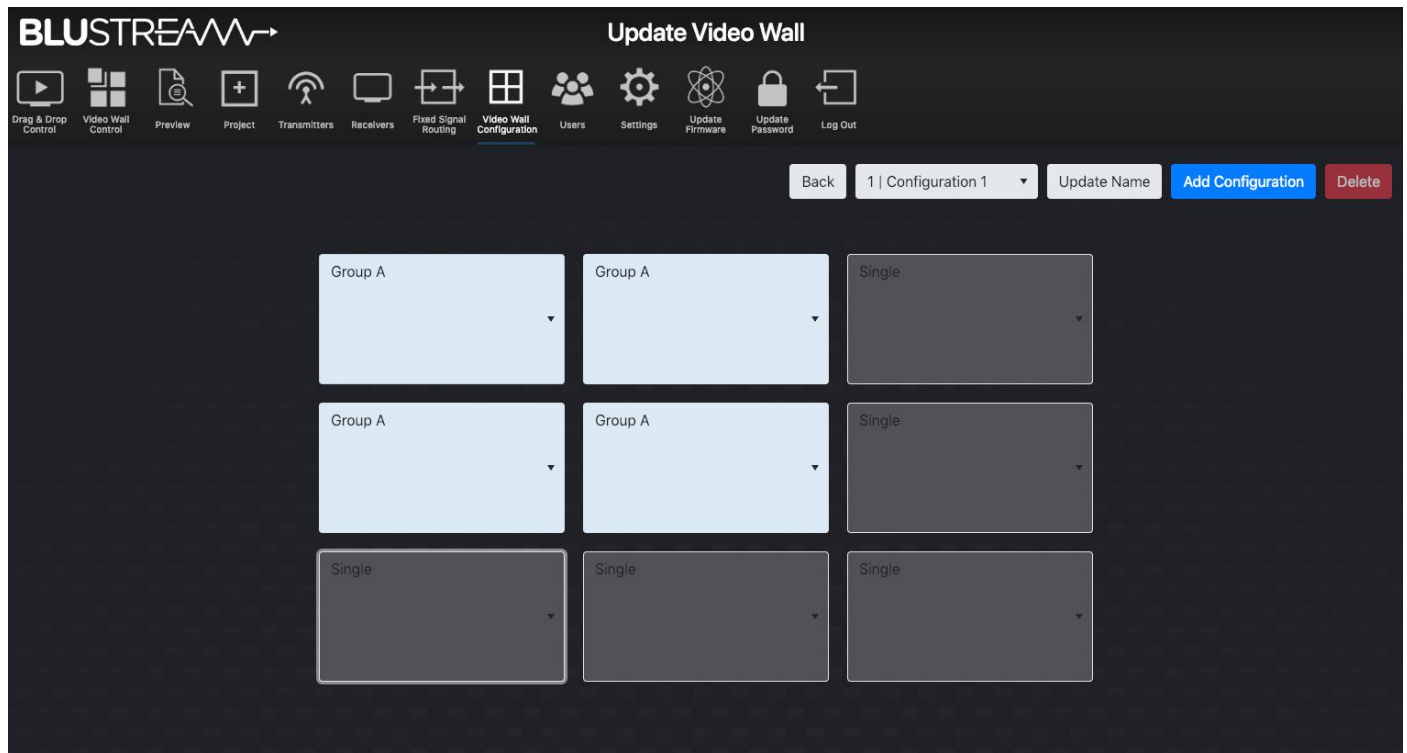 BLUSTREAM
Update Video Wall
Drag & Drop
Control
Video Wall
Control
Preview
Project
Transmitters
Receivers
Fixed Signal
Routing
Video Wall
Configuration
Users
Settings
Update
Firmware
Update
Password
Log Out
Back
1 | Configuration 1
Update Name
Add Configuration
Delete
Group A
Group A
Single
Group A
Group A
Single
Single
Single
Single